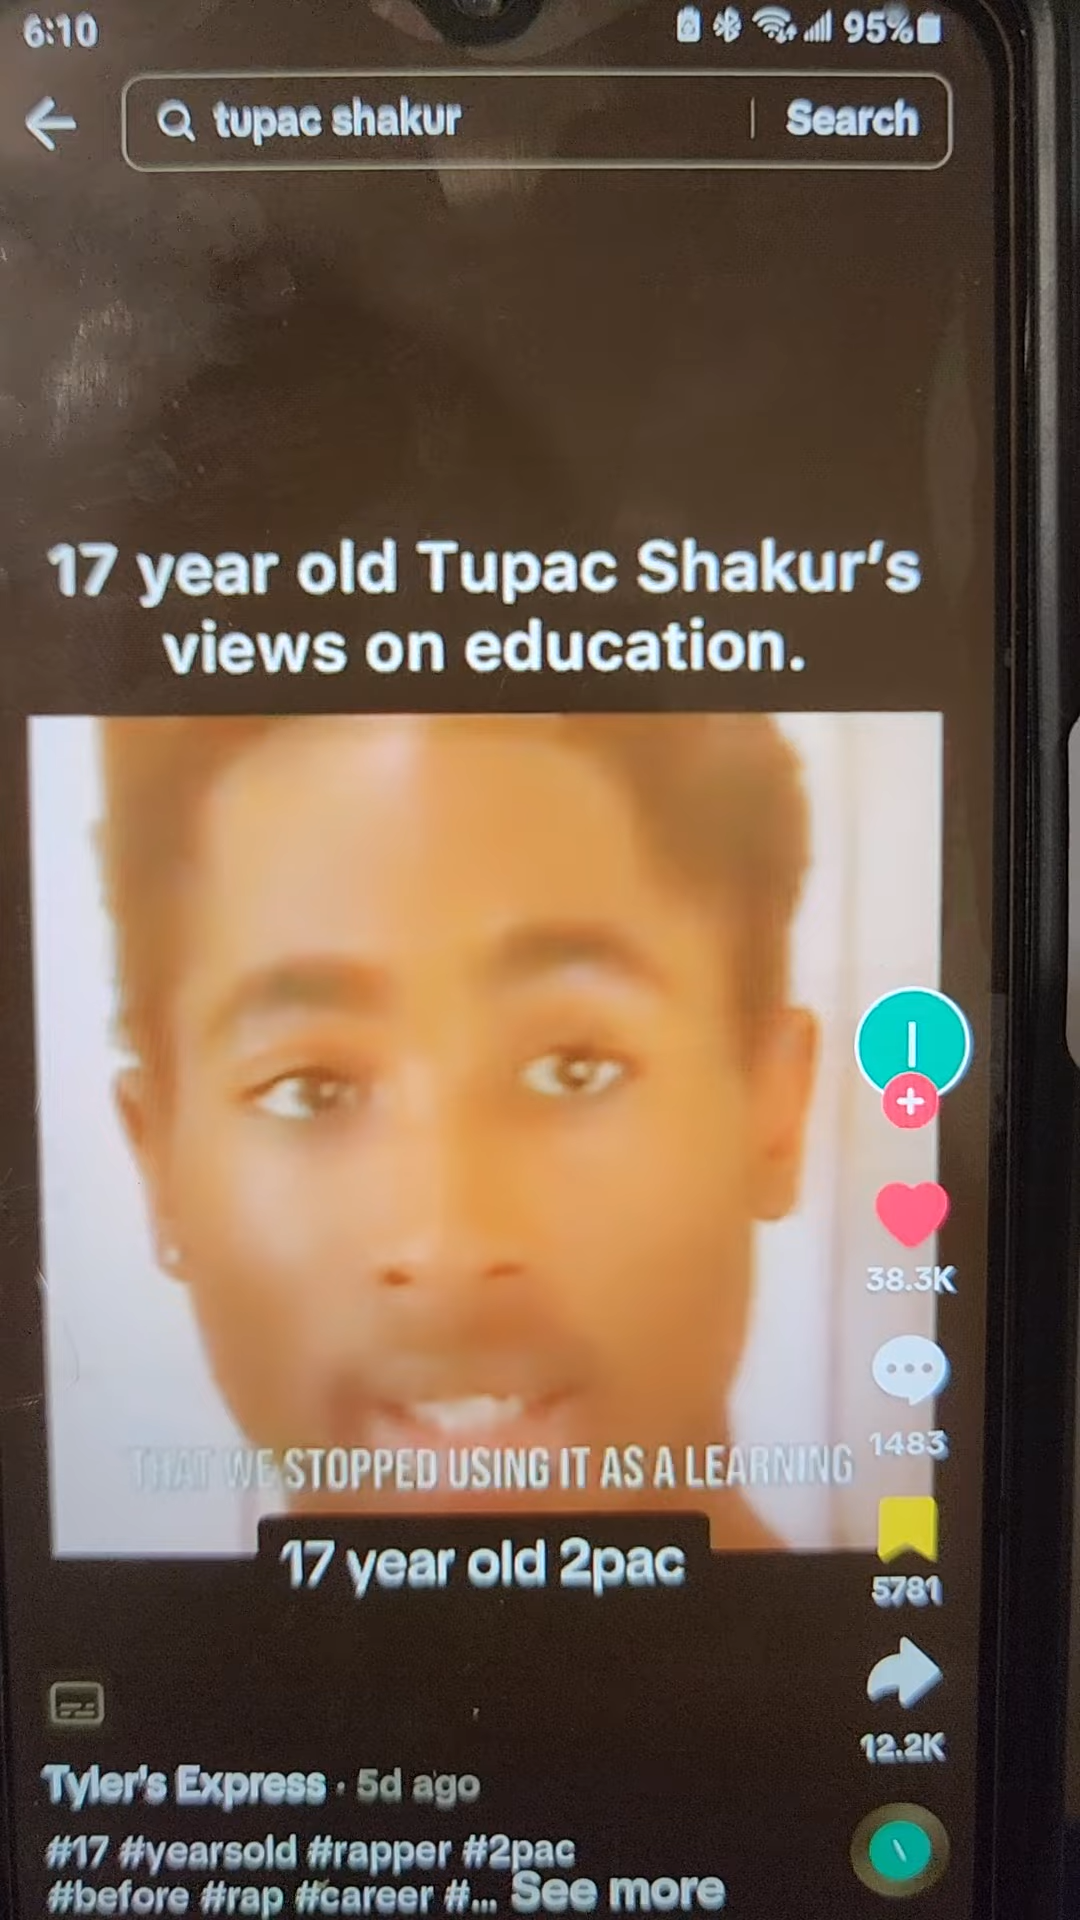 6:10
95%
tupac shakur | Search
17 year old Tupac Shakur's
views on education.
38.3K
THAT WE STOPPED USING IT AS A LEARNING
1483
17 year old 2pac
5781
12.2K
Tyler's Express · 5d ago
#17 #yearsold #rapper #2pac
#before #rap #career #... See more